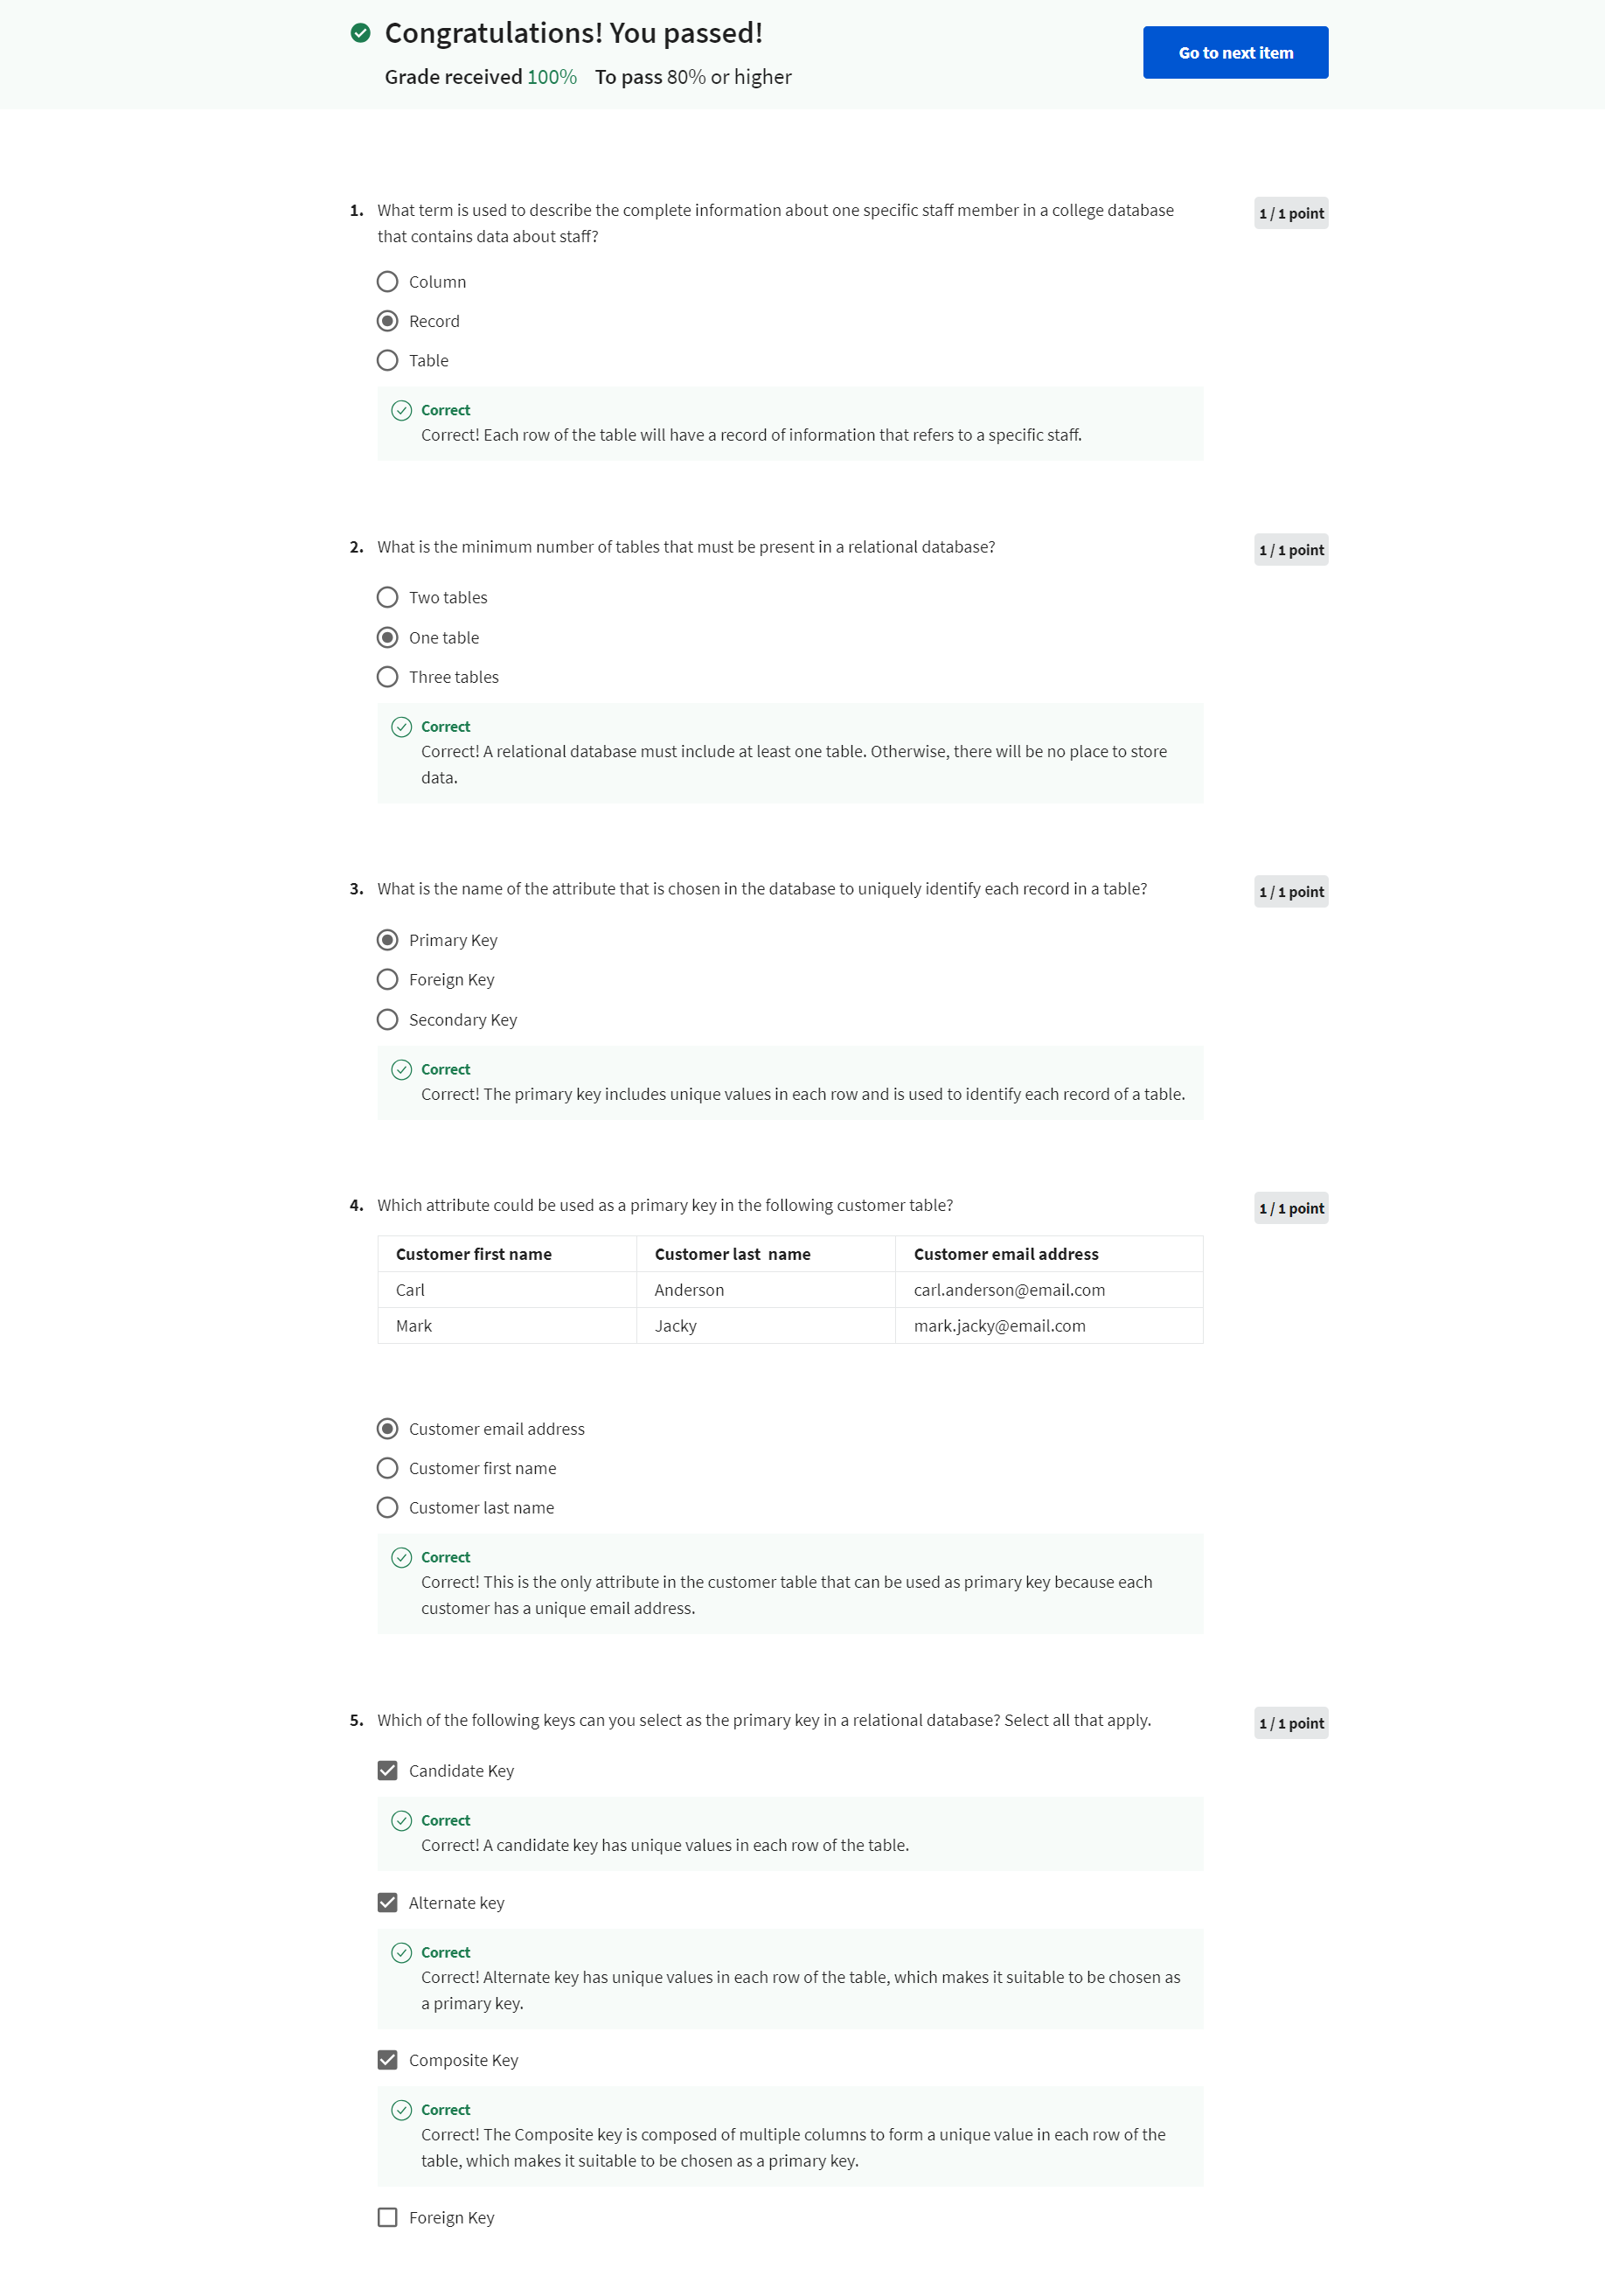 Congratulations! You passed!
Grade received 100% To pass 80% or higher
Go to next item
1. What term is used to describe the complete information about one specific staff member in a college database
that contains data about staff?
1 / 1 point
Column
Record
Table
Correct
Correct! Each row of the table will have a record of information that refers to a specific staff.
2. What is the minimum number of tables that must be present in a relational database?
1 / 1 point
Two tables
One table
Three tables
Correct
Correct! A relational database must include at least one table. Otherwise, there will be no place to store
data.
3. What is the name of the attribute that is chosen in the database to uniquely identify each record in a table?
1 / 1 point
Primary Key
Foreign Key
Secondary Key
Correct
Correct! The primary key includes unique values in each row and is used to identify each record of a table.
4. Which attribute could be used as a primary key in the following customer table?
1 / 1 point
Customer first name Customer last name Customer email address
Carl Anderson carl.anderson@email.com
Mark Jacky mark.jacky@email.com
Customer email address
Customer first name
Customer last name
Correct
Correct! This is the only attribute in the customer table that can be used as primary key because each
customer has a unique email address.
5. Which of the following keys can you select as the primary key in a relational database? Select all that apply.
1 / 1 point
Candidate Key
Correct
Correct! A candidate key has unique values in each row of the table.
Alternate key
Correct
Correct! Alternate key has unique values in each row of the table, which makes it suitable to be chosen as
a primary key.
Composite Key
Correct
Correct! The Composite key is composed of multiple columns to form a unique value in each row of the
table, which makes it suitable to be chosen as a primary key.
Foreign Key